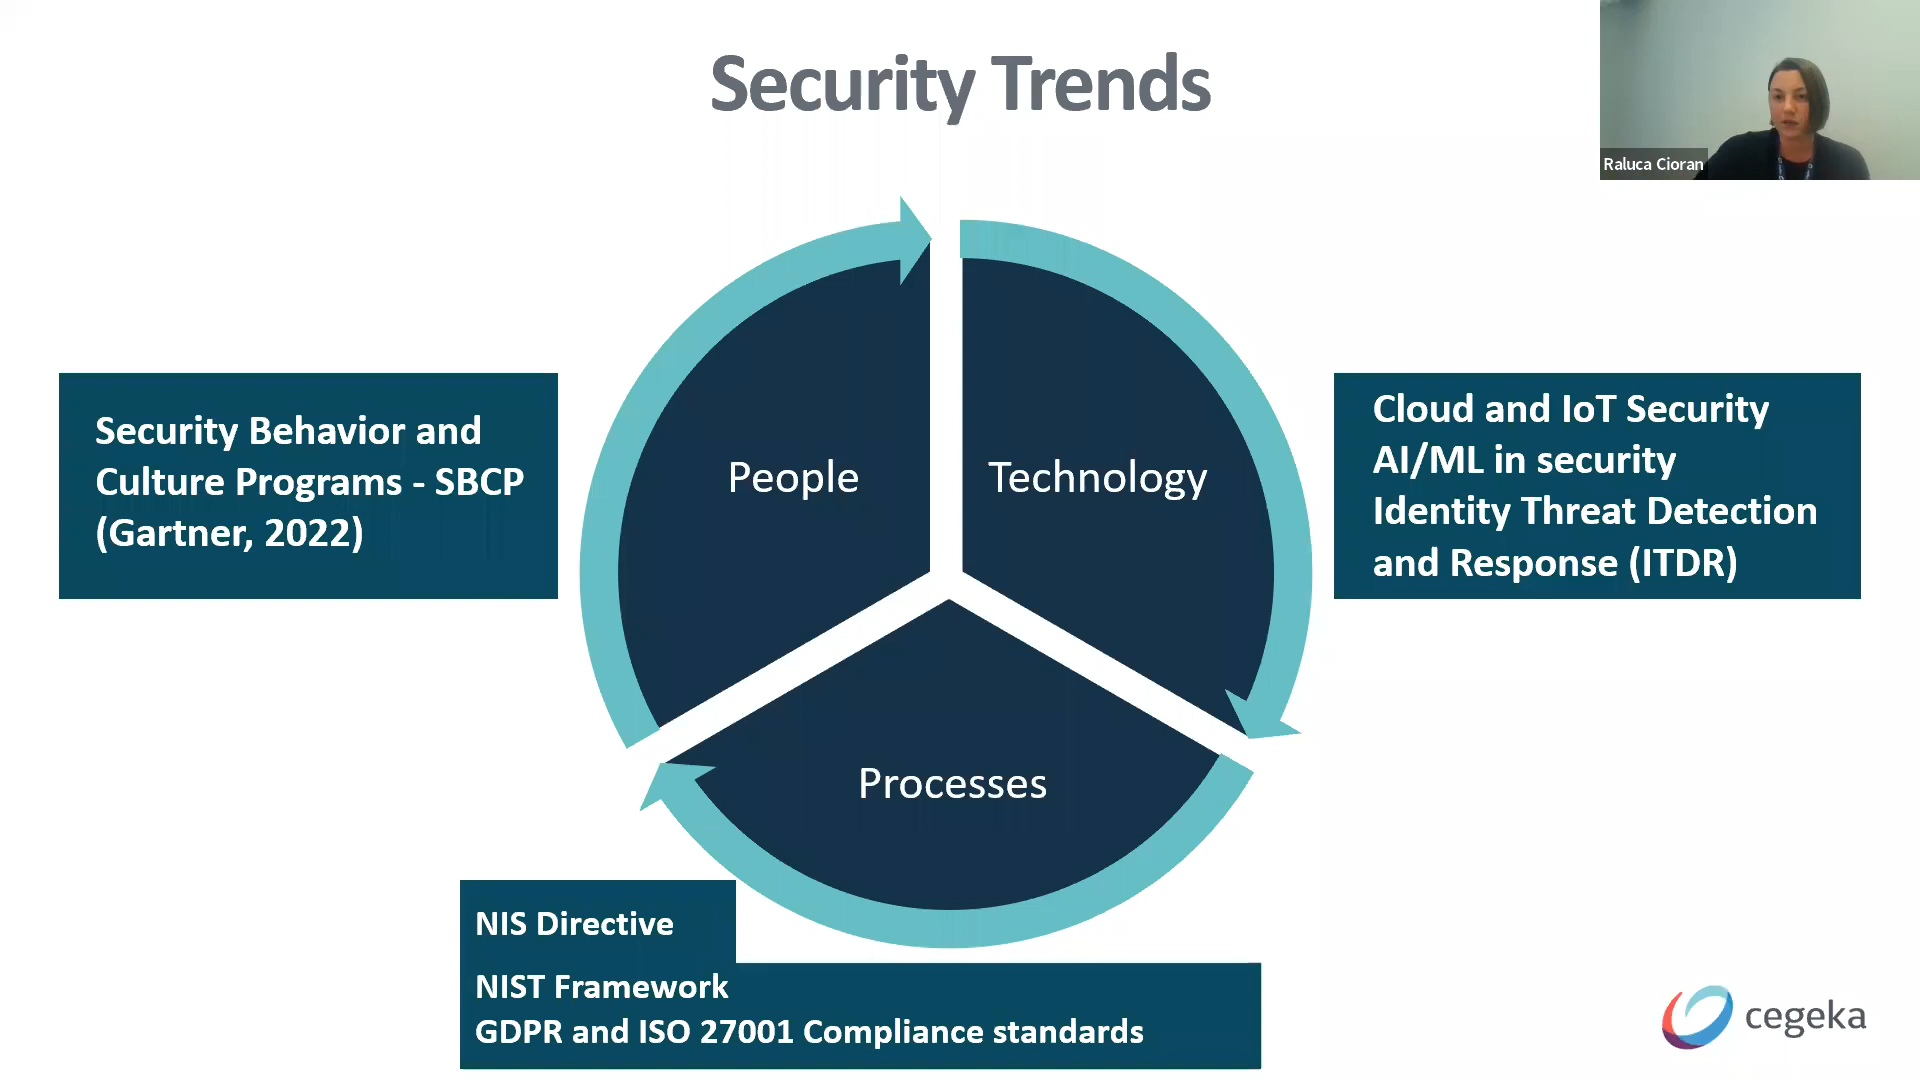 Security Trends
Raluca Cioran
Security Behavior and
Culture Programs - SBCP
(Gartner, 2022)
People
Technology
Cloud and IoT Security
AI/ML in security
Identity Threat Detection
and Response (ITDR)
Processes
NIS Directive
NIST Framework
GDPR and ISO 27001 Compliance standards
cegeka